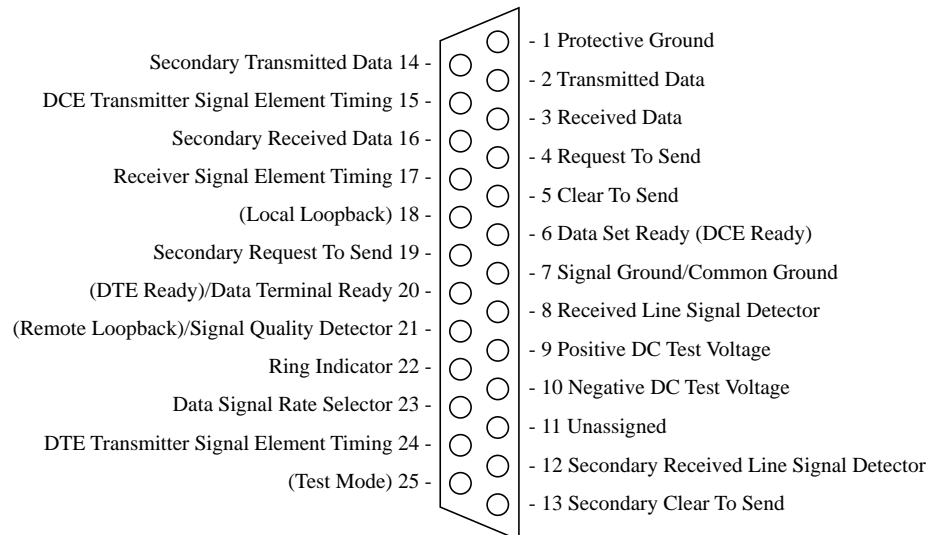 - 1 Protective Ground
Secondary Transmitted Data 14 -
- 2 Transmitted Data
DCE Transmitter Signal Element Timing 15 -
- 3 Received Data
Secondary Received Data 16 -
- 4 Request To Send
Receiver Signal Element Timing 17 -
- 5 Clear To Send
(Local Loopback) 18 -
- 6 Data Set Ready (DCE Ready)
Secondary Request To Send 19 -
- 7 Signal Ground/Common Ground
(DTE Ready)/Data Terminal Ready 20 -
- 8 Received Line Signal Detector
(Remote Loopback)/Signal Quality Detector 21 -
- 9 Positive DC Test Voltage
Ring Indicator 22 -
- 10 Negative DC Test Voltage
Data Signal Rate Selector 23 -
- 11 Unassigned
DTE Transmitter Signal Element Timing 24 -
- 12 Secondary Received Line Signal Detector
(Test Mode) 25 -
- 13 Secondary Clear To Send